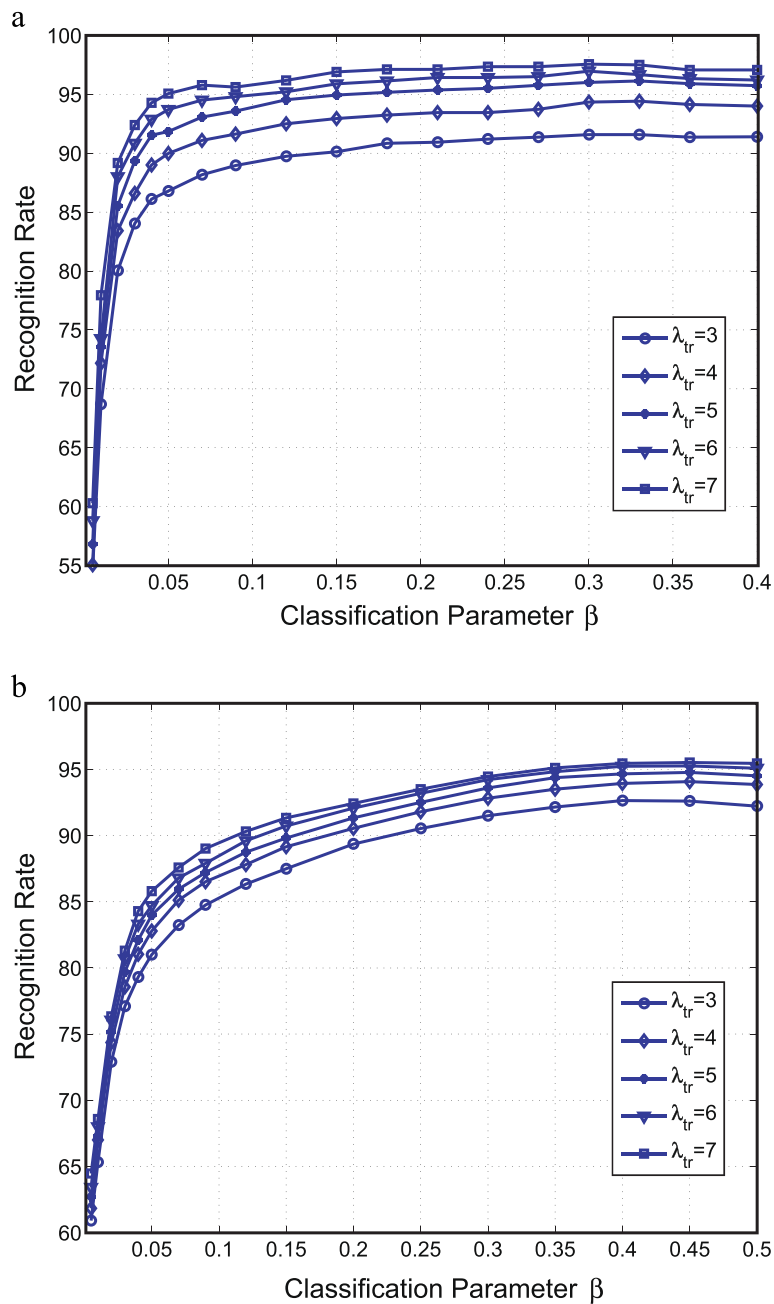 a
100
95
90
85
80
75
70
65
60
55
Recognition Rate
λtr=3
λtr=4
λtr=5
λtr=6
λtr=7
0.05 0.1 0.15 0.2 0.25 0.3 0.35 0.4
Classification Parameter β
b
100
95
90
85
80
75
70
65
60
Recognition Rate
λtr=3
λtr=4
λtr=5
λtr=6
λtr=7
0.05 0.1 0.15 0.2 0.25 0.3 0.35 0.4 0.45 0.5
Classification Parameter β